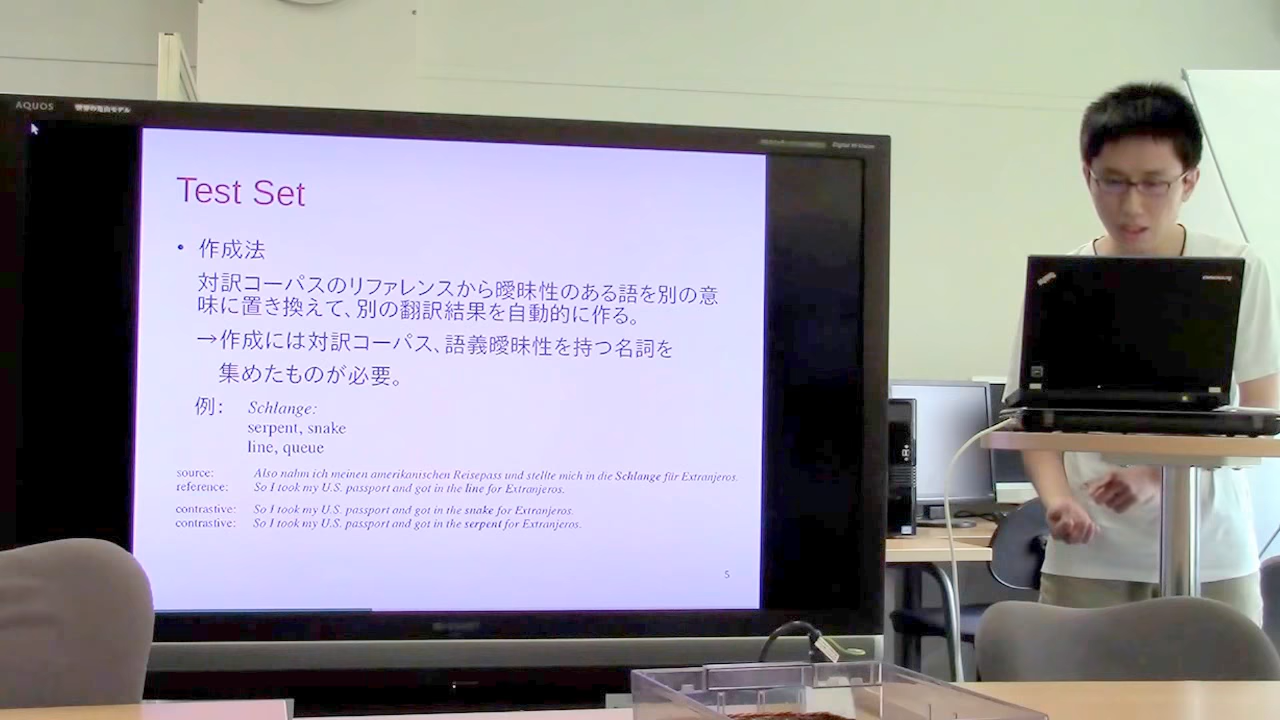 AQUOS
Test Set
• 作成法
対訳コーパスのリファレンスから曖昧性のある語を別の意
味に置き換えて、別の翻訳結果を自動的に作る。
→作成には対訳コーパス、語義曖昧性を持つ名詞を
集めたものが必要。
例： Schlange:
serpent, snake
line, queue
source: Also nahm ich meinen amerikanischen Reisepass und stellte mich in die Schlange für Extranjeros.
reference: So I took my U.S. passport and got in the line for Extranjeros.
contrastive: So I took my U.S. passport and got in the snake for Extranjeros.
contrastive: So I took my U.S. passport and got in the serpent for Extranjeros.
5